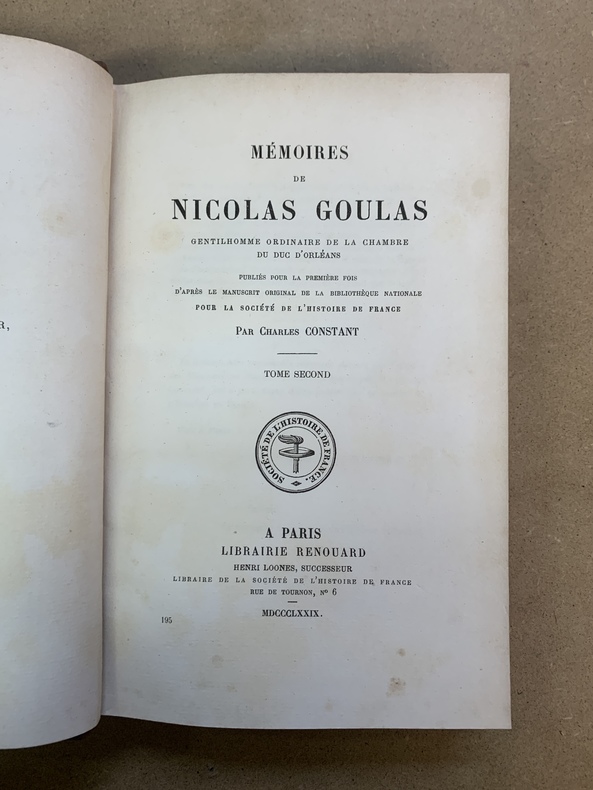 R,
MÉMOIRES
DE
NICOLAS GOULAS
GENTILHOMME ORDINAIRE DE LA CHAMBRE
DU DUC D'ORLÉANS
PUBLIÉS POUR LA PREMIÈRE FOIS
D'APRÈS LE MANUSCRIT ORIGINAL DE LA BIBLIOTHÈQUE NATIONALE
POUR LA SOCIÉTÉ DE L'HISTOIRE DE FRANCE
PAR CHARLES CONSTANT
TOME SECOND
SOCIÉTÉ DE L'HISTOIRE DE FRANCE.
A PARIS
LIBRAIRIE RENOUARD
HENRI LOONES, SUCCESSEUR
LIBRAIRE DE LA SOCIÉTÉ DE L'HISTOIRE DE FRANCE
RUE DE TOURNON, Nº 6
MDCCCLXXIX.
195